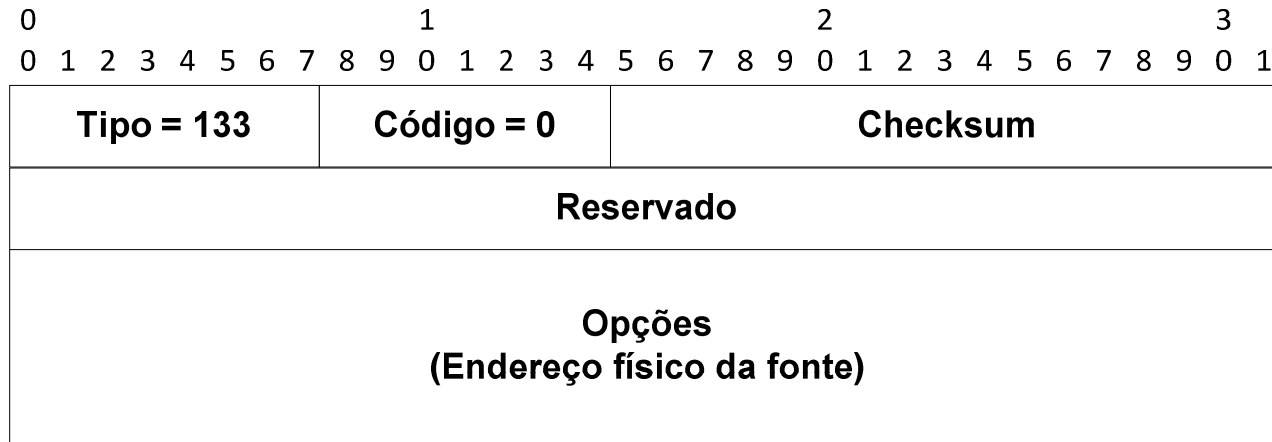 0 1 2 3
0 1 2 3 4 5 6 7 8 9 0 1 2 3 4 5 6 7 8 9 0 1 2 3 4 5 6 7 8 9 0 1
Tipo = 133 Código = 0 Checksum
Reservado
Opções
(Endereço físico da fonte)